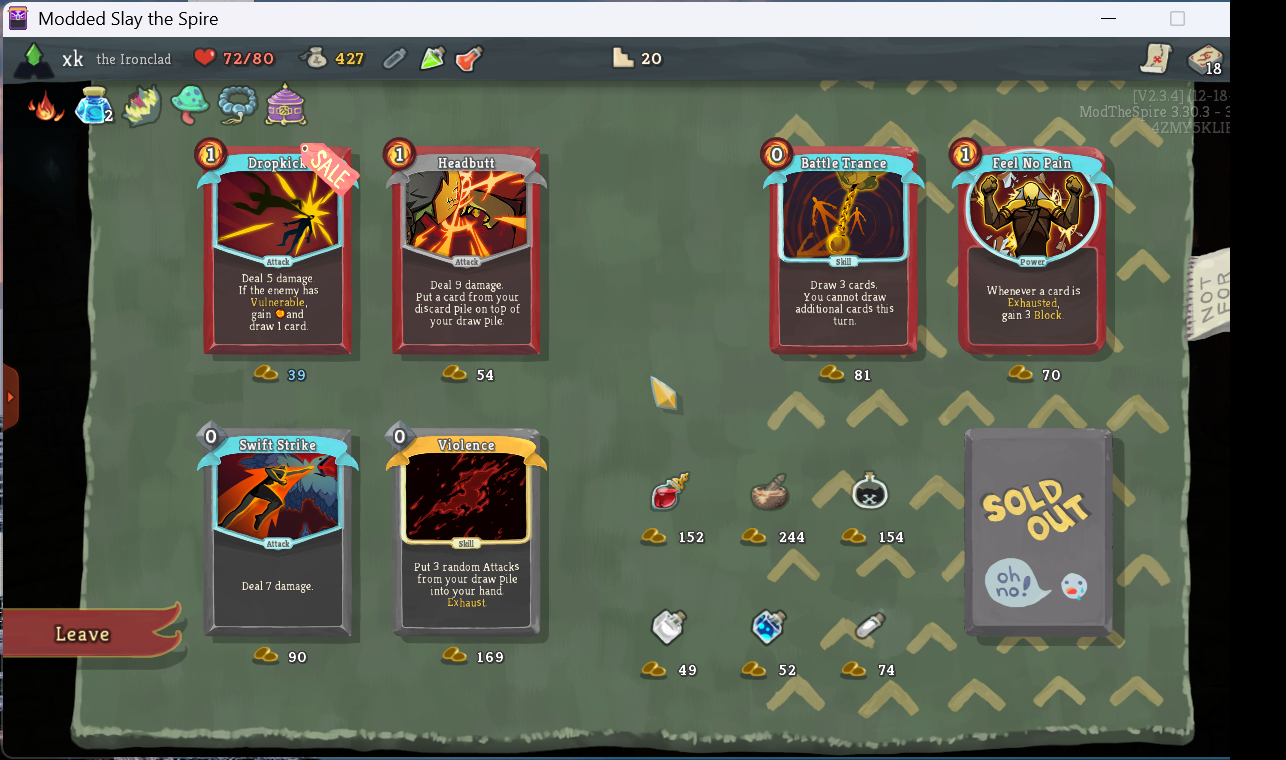 Modded Slay the Spire
xk the Ironclad 72/80 427 20 18
2
[V2.3.4] (12-18-
ModTheSpire 3.30.3 - 3
4ZMY5KLIE
1 Dropkick SALE
Attack
Deal 5 damage.
If the enemy has
Vulnerable,
gain and
draw 1 card.
39
1 Headbutt
Attack
Deal 9 damage.
Put a card from your
discard pile on top of
your draw pile.
54
0 Battle Trance
Skill
Draw 3 cards.
You cannot draw
additional cards this
turn.
81
1 Feel No Pain
Power
Whenever a card is
Exhausted,
gain 3 Block.
70
NOT
FOR
0 Swift Strike
Attack
Deal 7 damage.
90
0 Violence
Skill
Put 3 random Attacks
from your draw pile
into your hand.
Exhaust.
169
152 244 154
49 52 74
SOLD
OUT
oh
no!
Leave